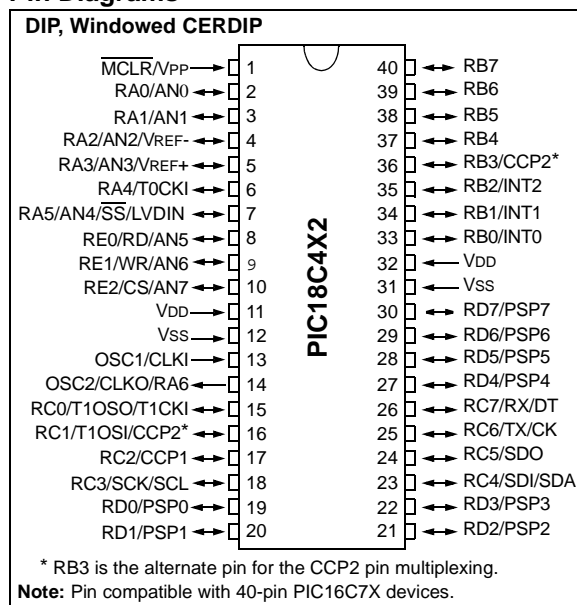 Pin Diagrams
DIP, Windowed CERDIP
MCLR/VPP 1 40 RB7
RA0/AN0 2 39 RB6
RA1/AN1 3 38 RB5
RA2/AN2/VREF- 4 37 RB4
RA3/AN3/VREF+ 5 36 RB3/CCP2*
RA4/T0CKI 6 35 RB2/INT2
RA5/AN4/SS/LVDIN 7 34 RB1/INT1
RE0/RD/AN5 8 33 RB0/INT0
RE1/WR/AN6 9 32 VDD
RE2/CS/AN7 10 31 VSS
VDD 11 30 RD7/PSP7
VSS 12 29 RD6/PSP6
OSC1/CLKI 13 28 RD5/PSP5
OSC2/CLKO/RA6 14 27 RD4/PSP4
RC0/T1OSO/T1CKI 15 26 RC7/RX/DT
RC1/T1OSI/CCP2* 16 25 RC6/TX/CK
RC2/CCP1 17 24 RC5/SDO
RC3/SCK/SCL 18 23 RC4/SDI/SDA
RD0/PSP0 19 22 RD3/PSP3
RD1/PSP1 20 21 RD2/PSP2
PIC18C4X2
* RB3 is the alternate pin for the CCP2 pin multiplexing.
Note: Pin compatible with 40-pin PIC16C7X devices.